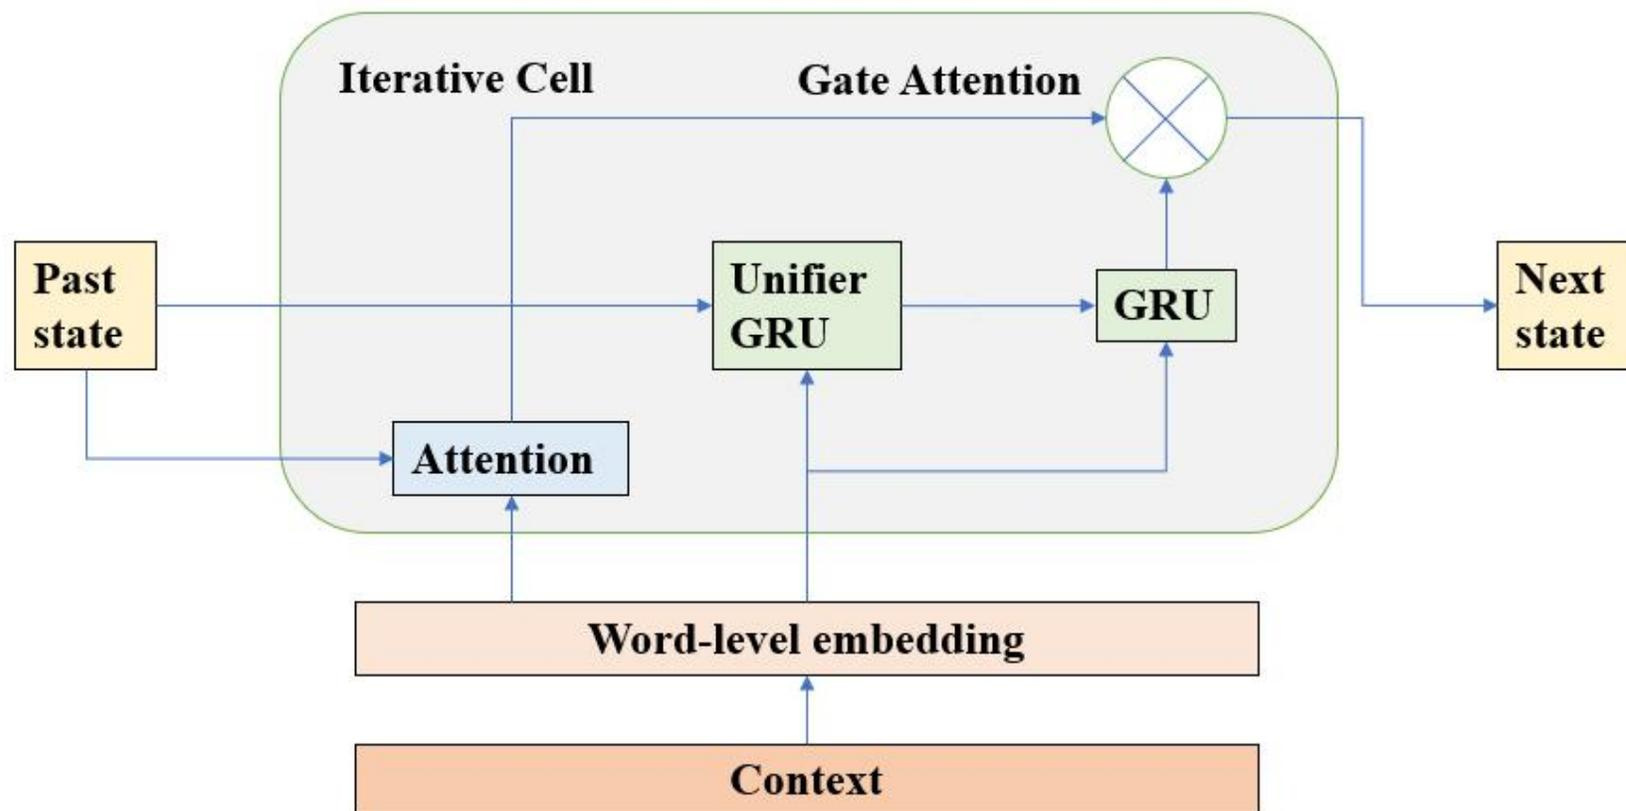 Iterative Cell
Gate Attention
Past
state
Unifier
GRU
GRU
Next
state
Attention
Word-level embedding
Context